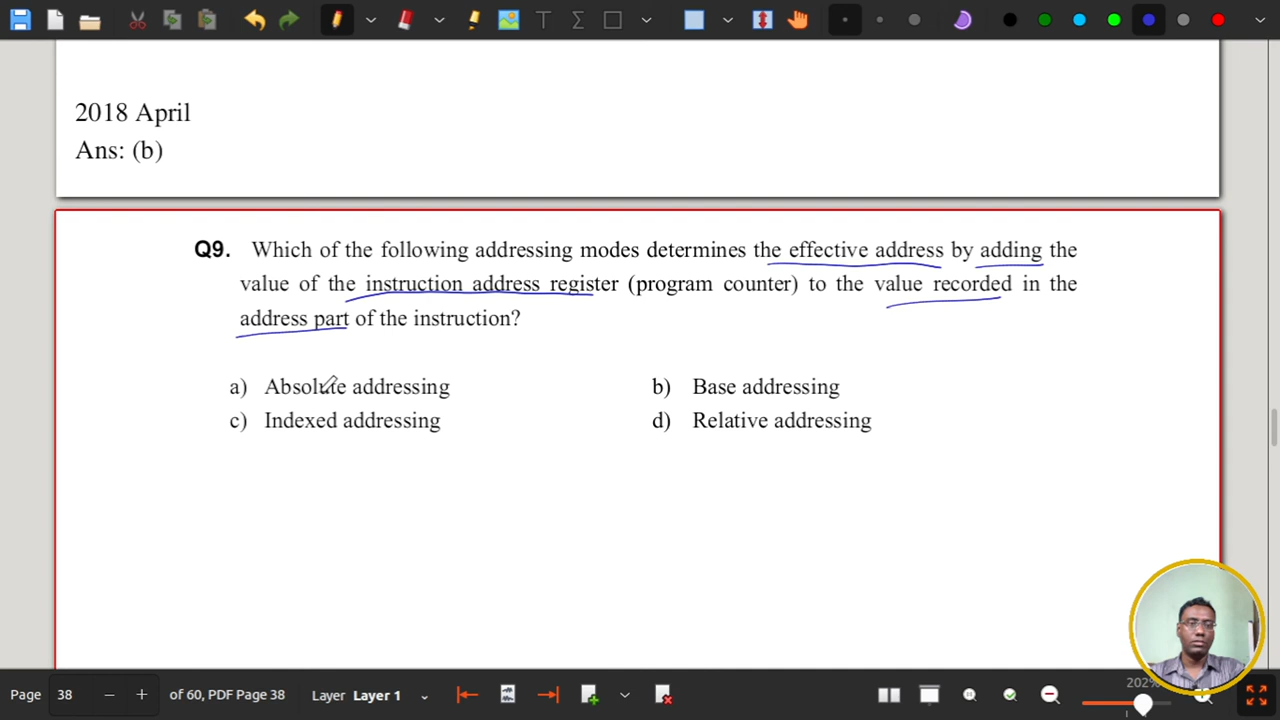 2018 April
Ans: (b)
Q9. Which of the following addressing modes determines the effective address by adding the
value of the instruction address register (program counter) to the value recorded in the
address part of the instruction?
a) Absolute addressing b) Base addressing
c) Indexed addressing d) Relative addressing
Page 38 of 60, PDF Page 38 Layer Layer 1 202%